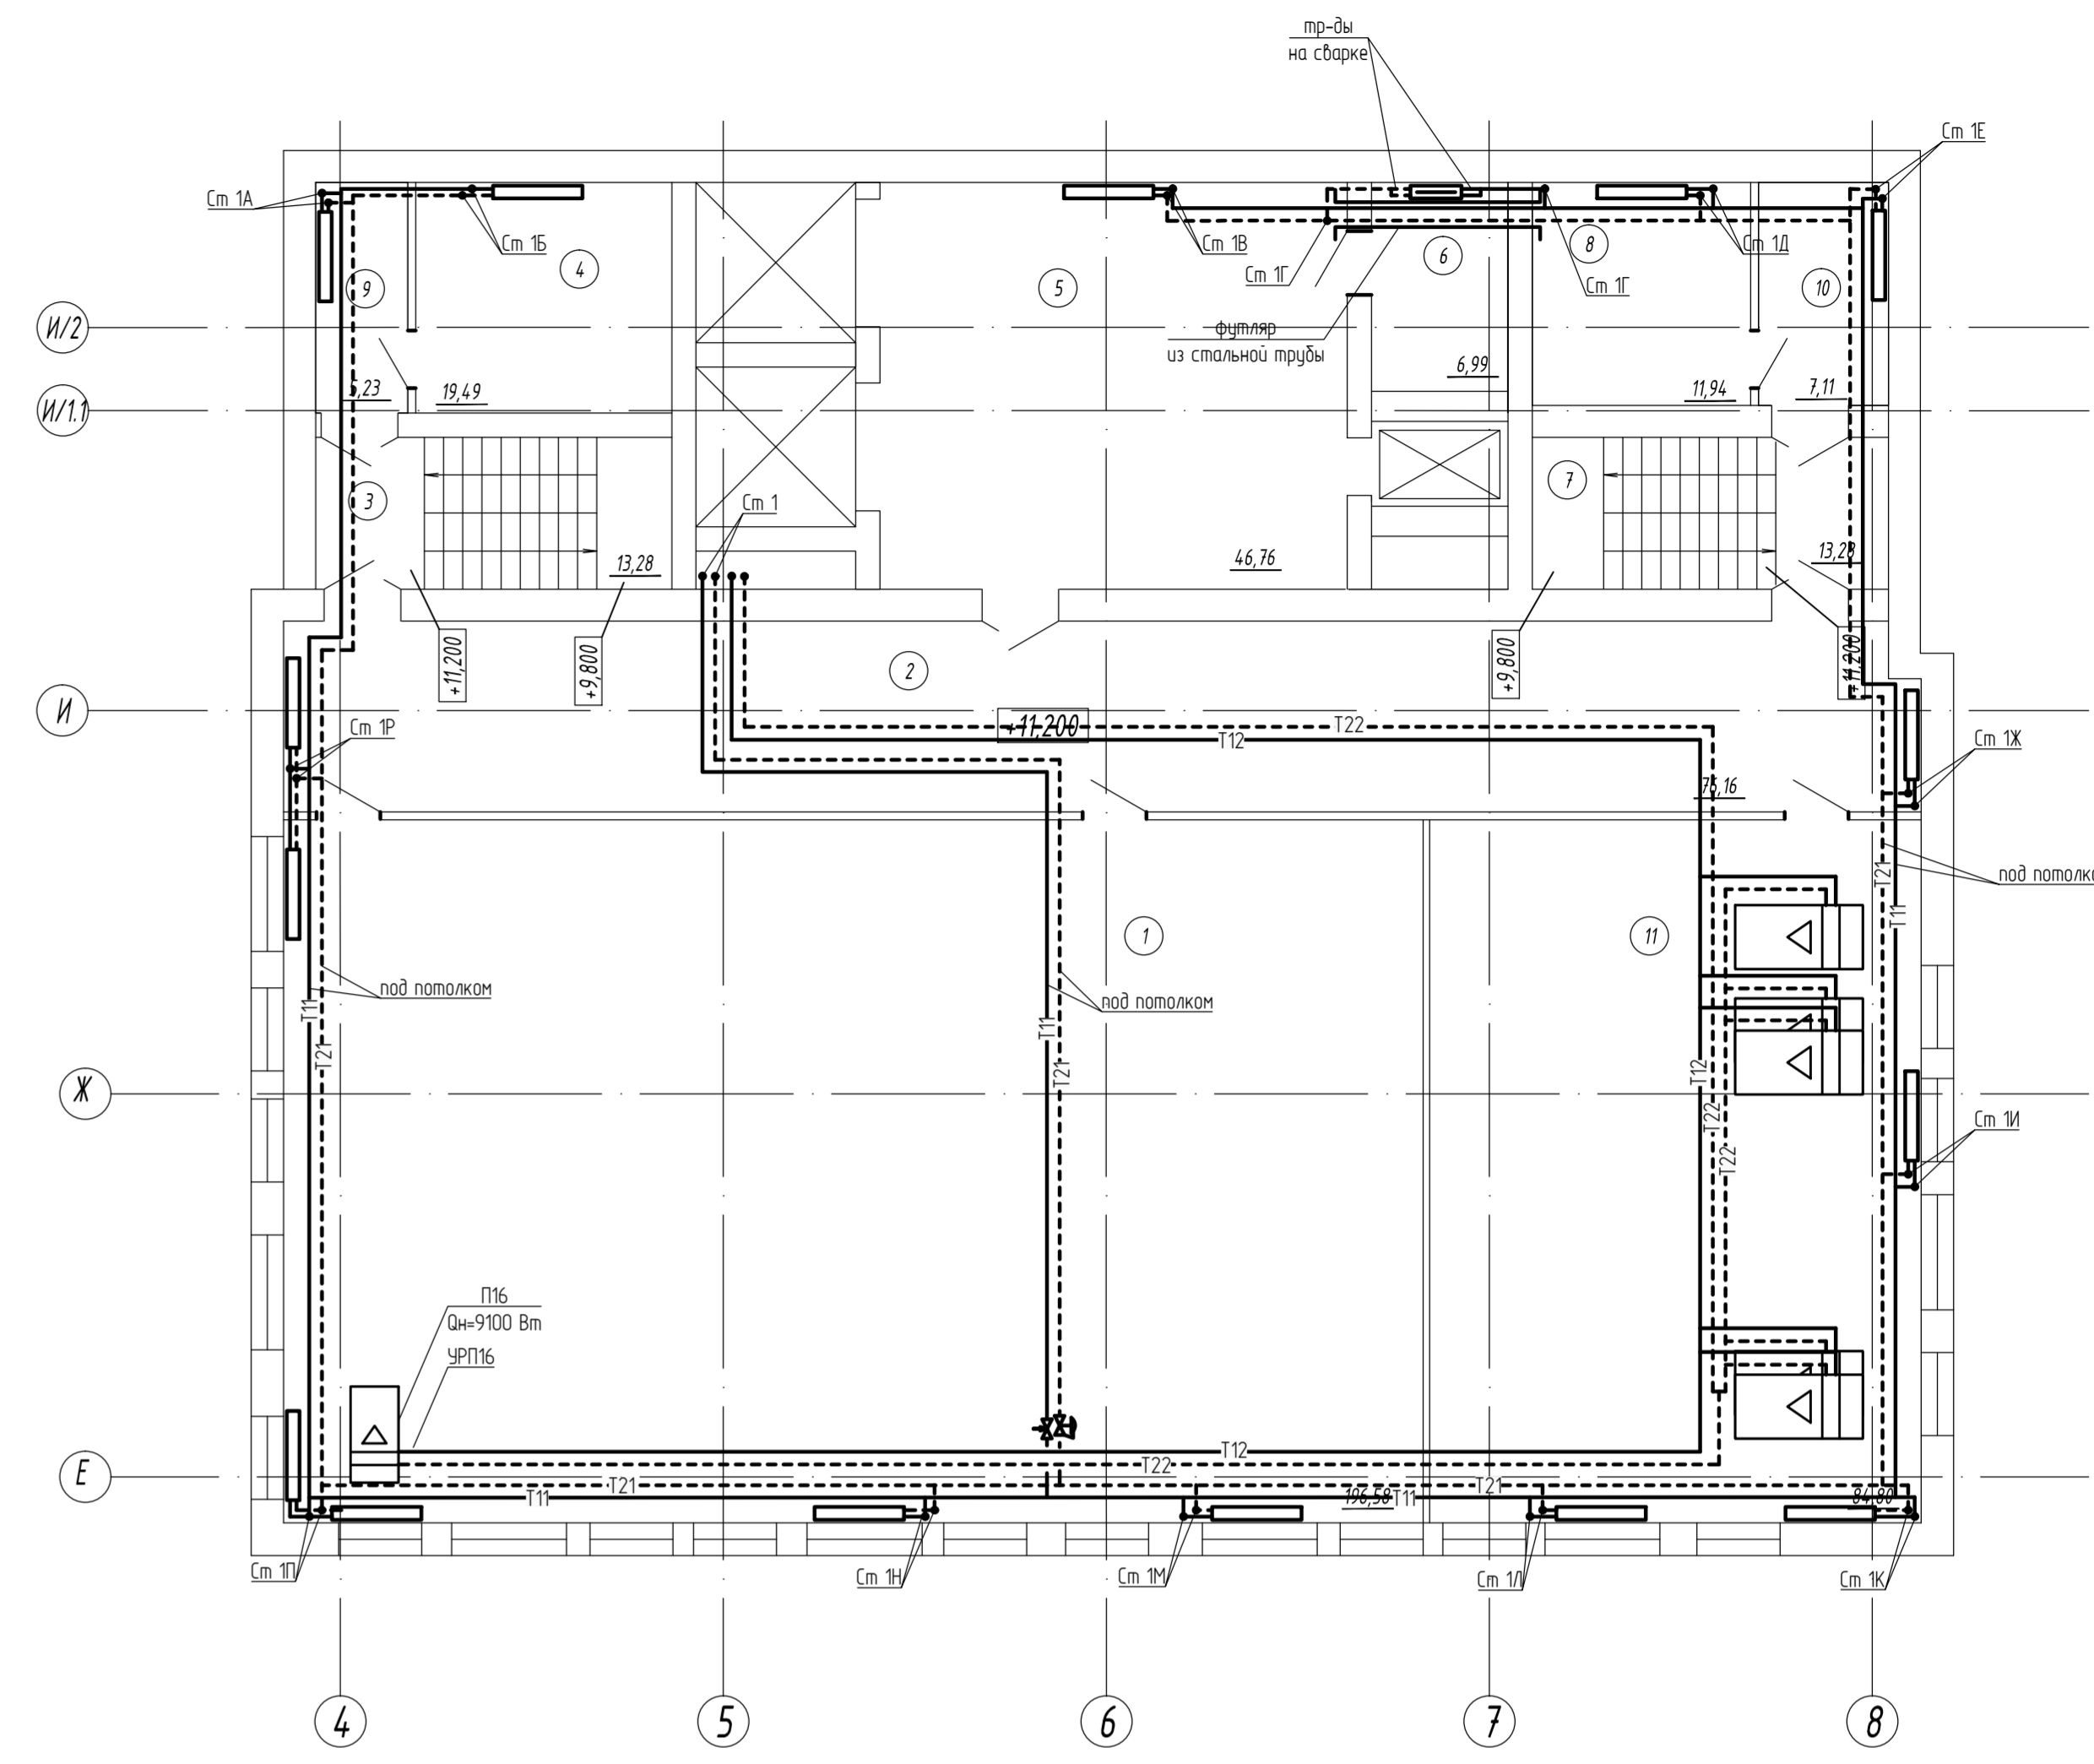 тр-ды
на сварке
Ст 1Е
Ст 1А
Ст 1Б
Ст 1В
Ст 1Г
Ст 1Г
Ст 1Д
9
4
5
6
8
10
И/2
футляр
из стальной трубы
6,99
И/1.1
5,23
19,49
11,94
7,11
3
7
Ст 1
13,28
46,76
13,28
+11,200
+9,800
2
+9,800
+11,200
И
+11,200
Т22
Т12
Ст 1Р
Ст 1Ж
75,16
под потолк
Т21
Т11
1
11
под потолком
под потолком
Т11
Т21
Т11
Т21
Т12
Т22
Т22
Ж
Ст 1И
П16
Qн=9100 Вт
УРП16
Е
Т12
Т22
Т21
Т21
Т11
196,58
Т11
84,80
Ст 1П
Ст 1Н
Ст 1М
Ст 1Л
Ст 1К
4
5
6
7
8